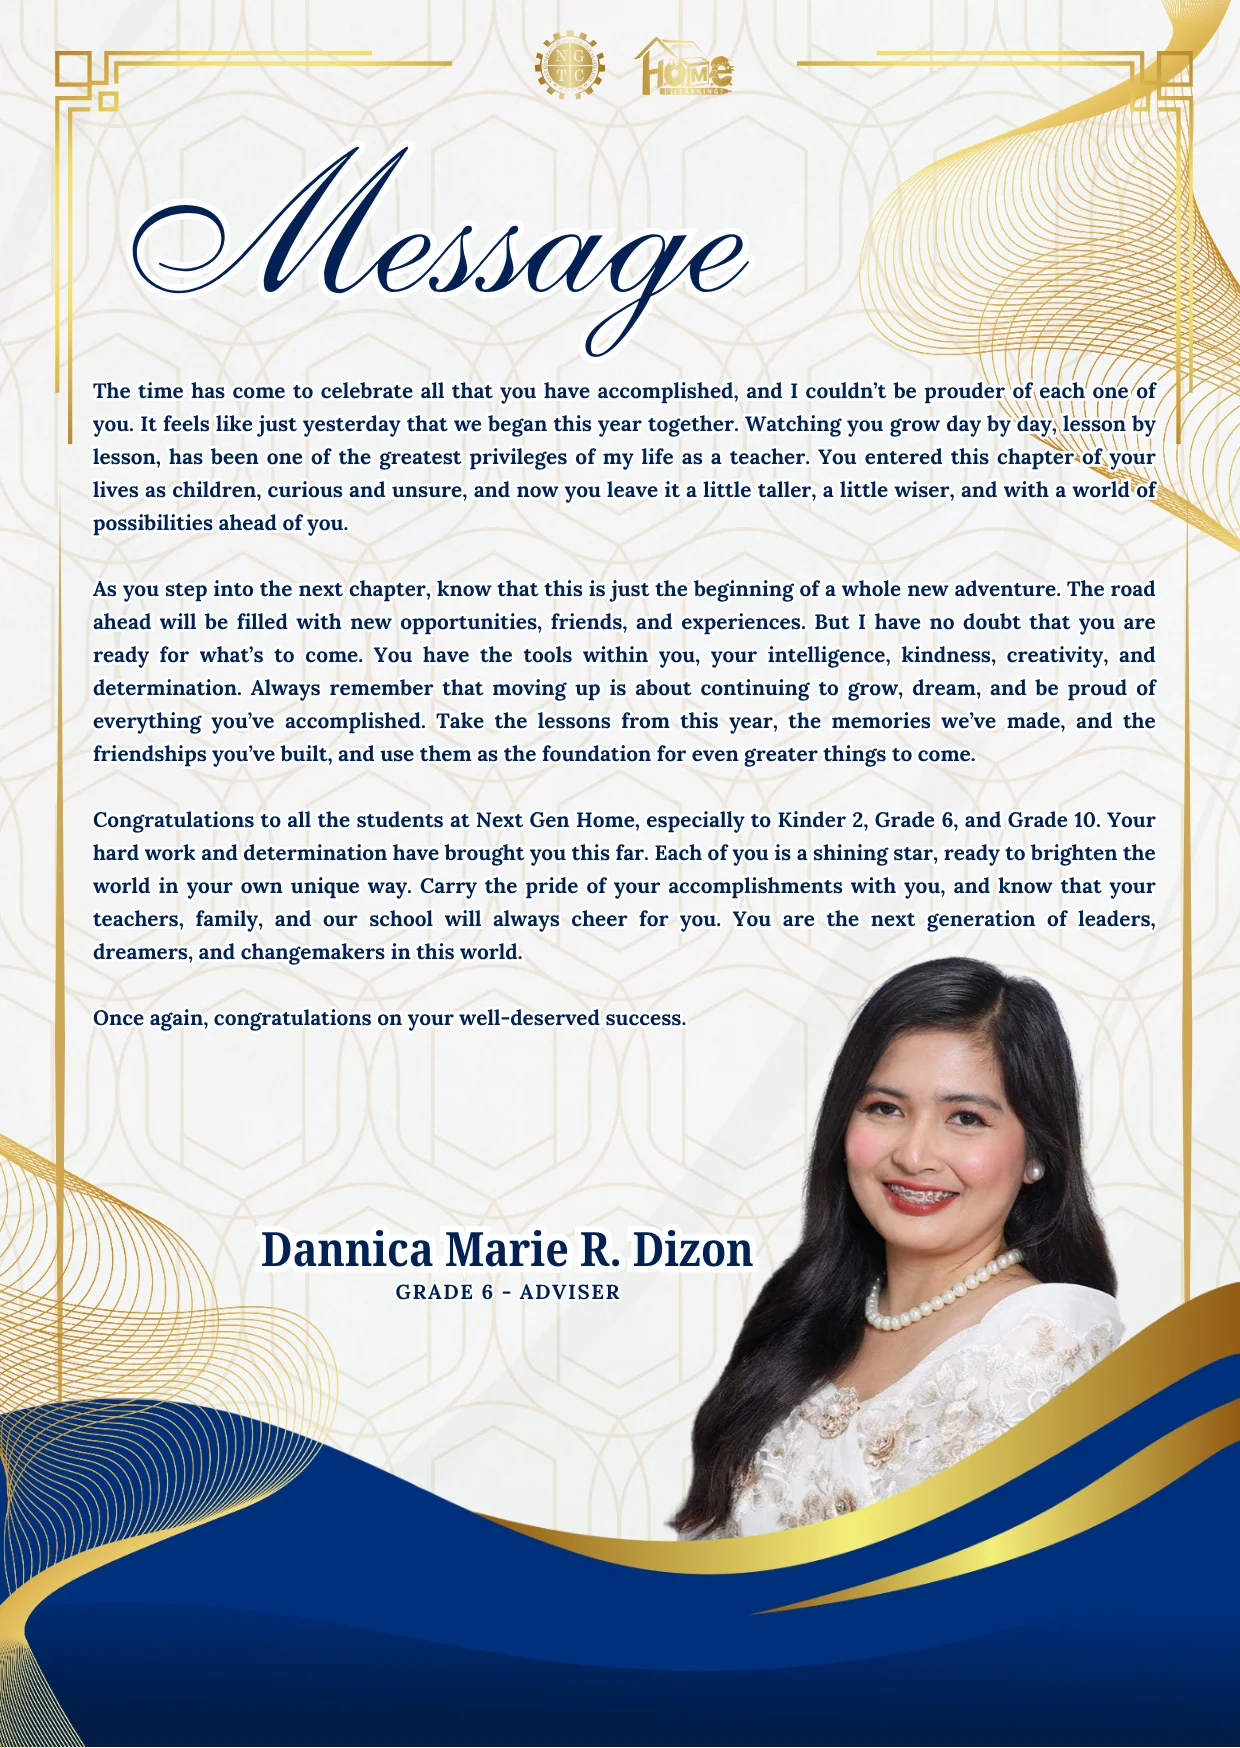 N G
T C
HOME
LEARNING
Message
The time has come to celebrate all that you have accomplished, and I couldn’t be prouder of each one of
you. It feels like just yesterday that we began this year together. Watching you grow day by day, lesson by
lesson, has been one of the greatest privileges of my life as a teacher. You entered this chapter of your
lives as children, curious and unsure, and now you leave it a little taller, a little wiser, and with a world of
possibilities ahead of you.
As you step into the next chapter, know that this is just the beginning of a whole new adventure. The road
ahead will be filled with new opportunities, friends, and experiences. But I have no doubt that you are
ready for what’s to come. You have the tools within you, your intelligence, kindness, creativity, and
determination. Always remember that moving up is about continuing to grow, dream, and be proud of
everything you’ve accomplished. Take the lessons from this year, the memories we’ve made, and the
friendships you’ve built, and use them as the foundation for even greater things to come.
Congratulations to all the students at Next Gen Home, especially to Kinder 2, Grade 6, and Grade 10. Your
hard work and determination have brought you this far. Each of you is a shining star, ready to brighten the
world in your own unique way. Carry the pride of your accomplishments with you, and know that your
teachers, family, and our school will always cheer for you. You are the next generation of leaders,
dreamers, and changemakers in this world.
Once again, congratulations on your well-deserved success.
Dannica Marie R. Dizon
GRADE 6 - ADVISER